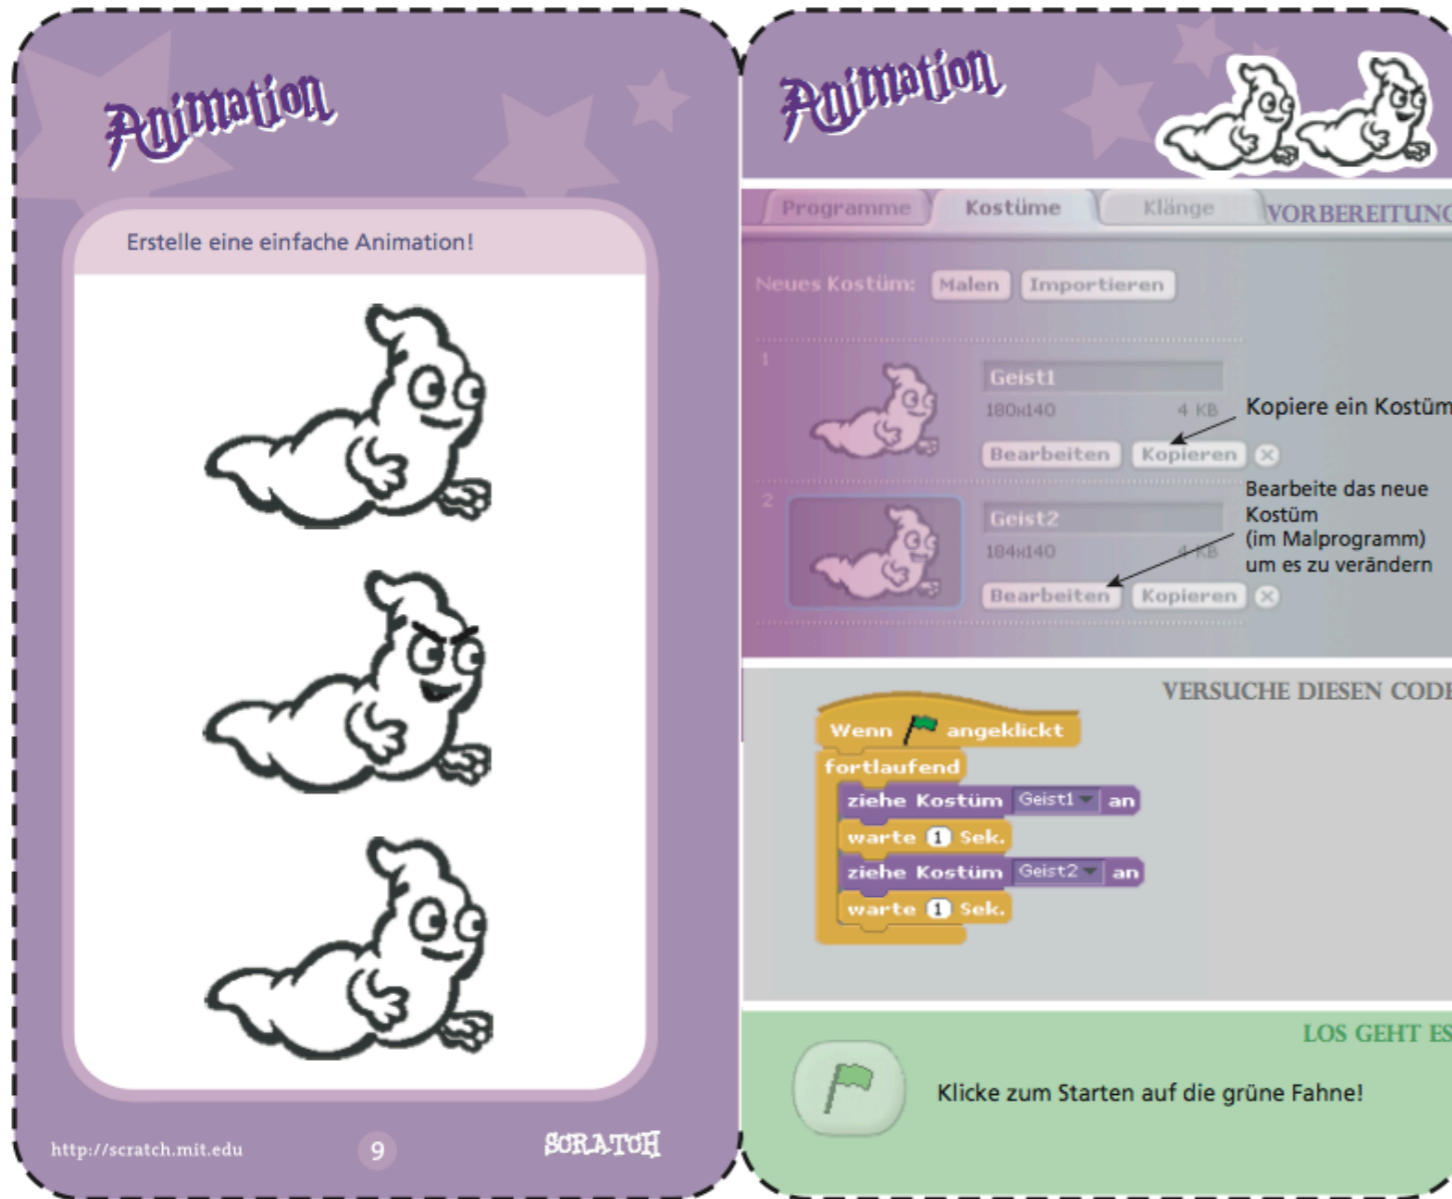 Animation
Erstelle eine einfache Animation!
http://scratch.mit.edu
9
SCRATCH
Animation
Programme
Kostüme
Klänge
VORBEREITUNG
Neues Kostüm:
Malen
Importieren
1
Geist1
180x140
4 KB
Kopiere ein Kostüm
Bearbeiten
Kopieren
2
Bearbeite das neue
Kostüm
(im Malprogramm)
um es zu verändern
Geist2
184x140
4 KB
Bearbeiten
Kopieren
VERSUCHE DIESEN CODE
Wenn angeklickt
fortlaufend
ziehe Kostüm Geist1 an
warte 1 Sek.
ziehe Kostüm Geist2 an
warte 1 Sek.
LOS GEHT ES
Klicke zum Starten auf die grüne Fahne!